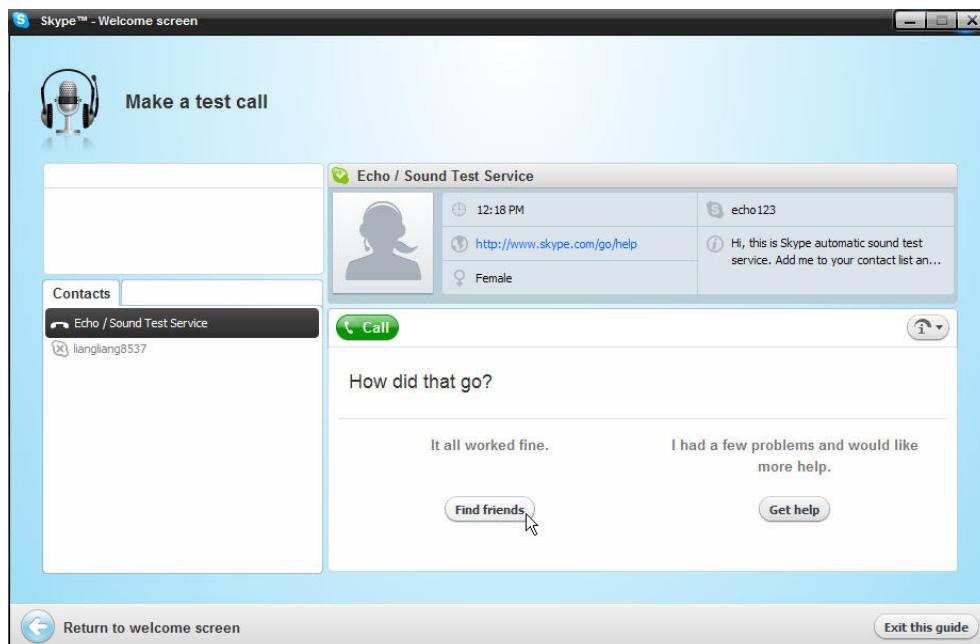 Skype™ - Welcome screen
Make a test call
Echo / Sound Test Service
12:18 PM
echo123
http://www.skype.com/go/help
Hi, this is Skype automatic sound test
service. Add me to your contact list an...
Female
Contacts
Echo / Sound Test Service
liangliang8537
Call
How did that go?
It all worked fine.
I had a few problems and would like
more help.
Find friends
Get help
Return to welcome screen
Exit this guide